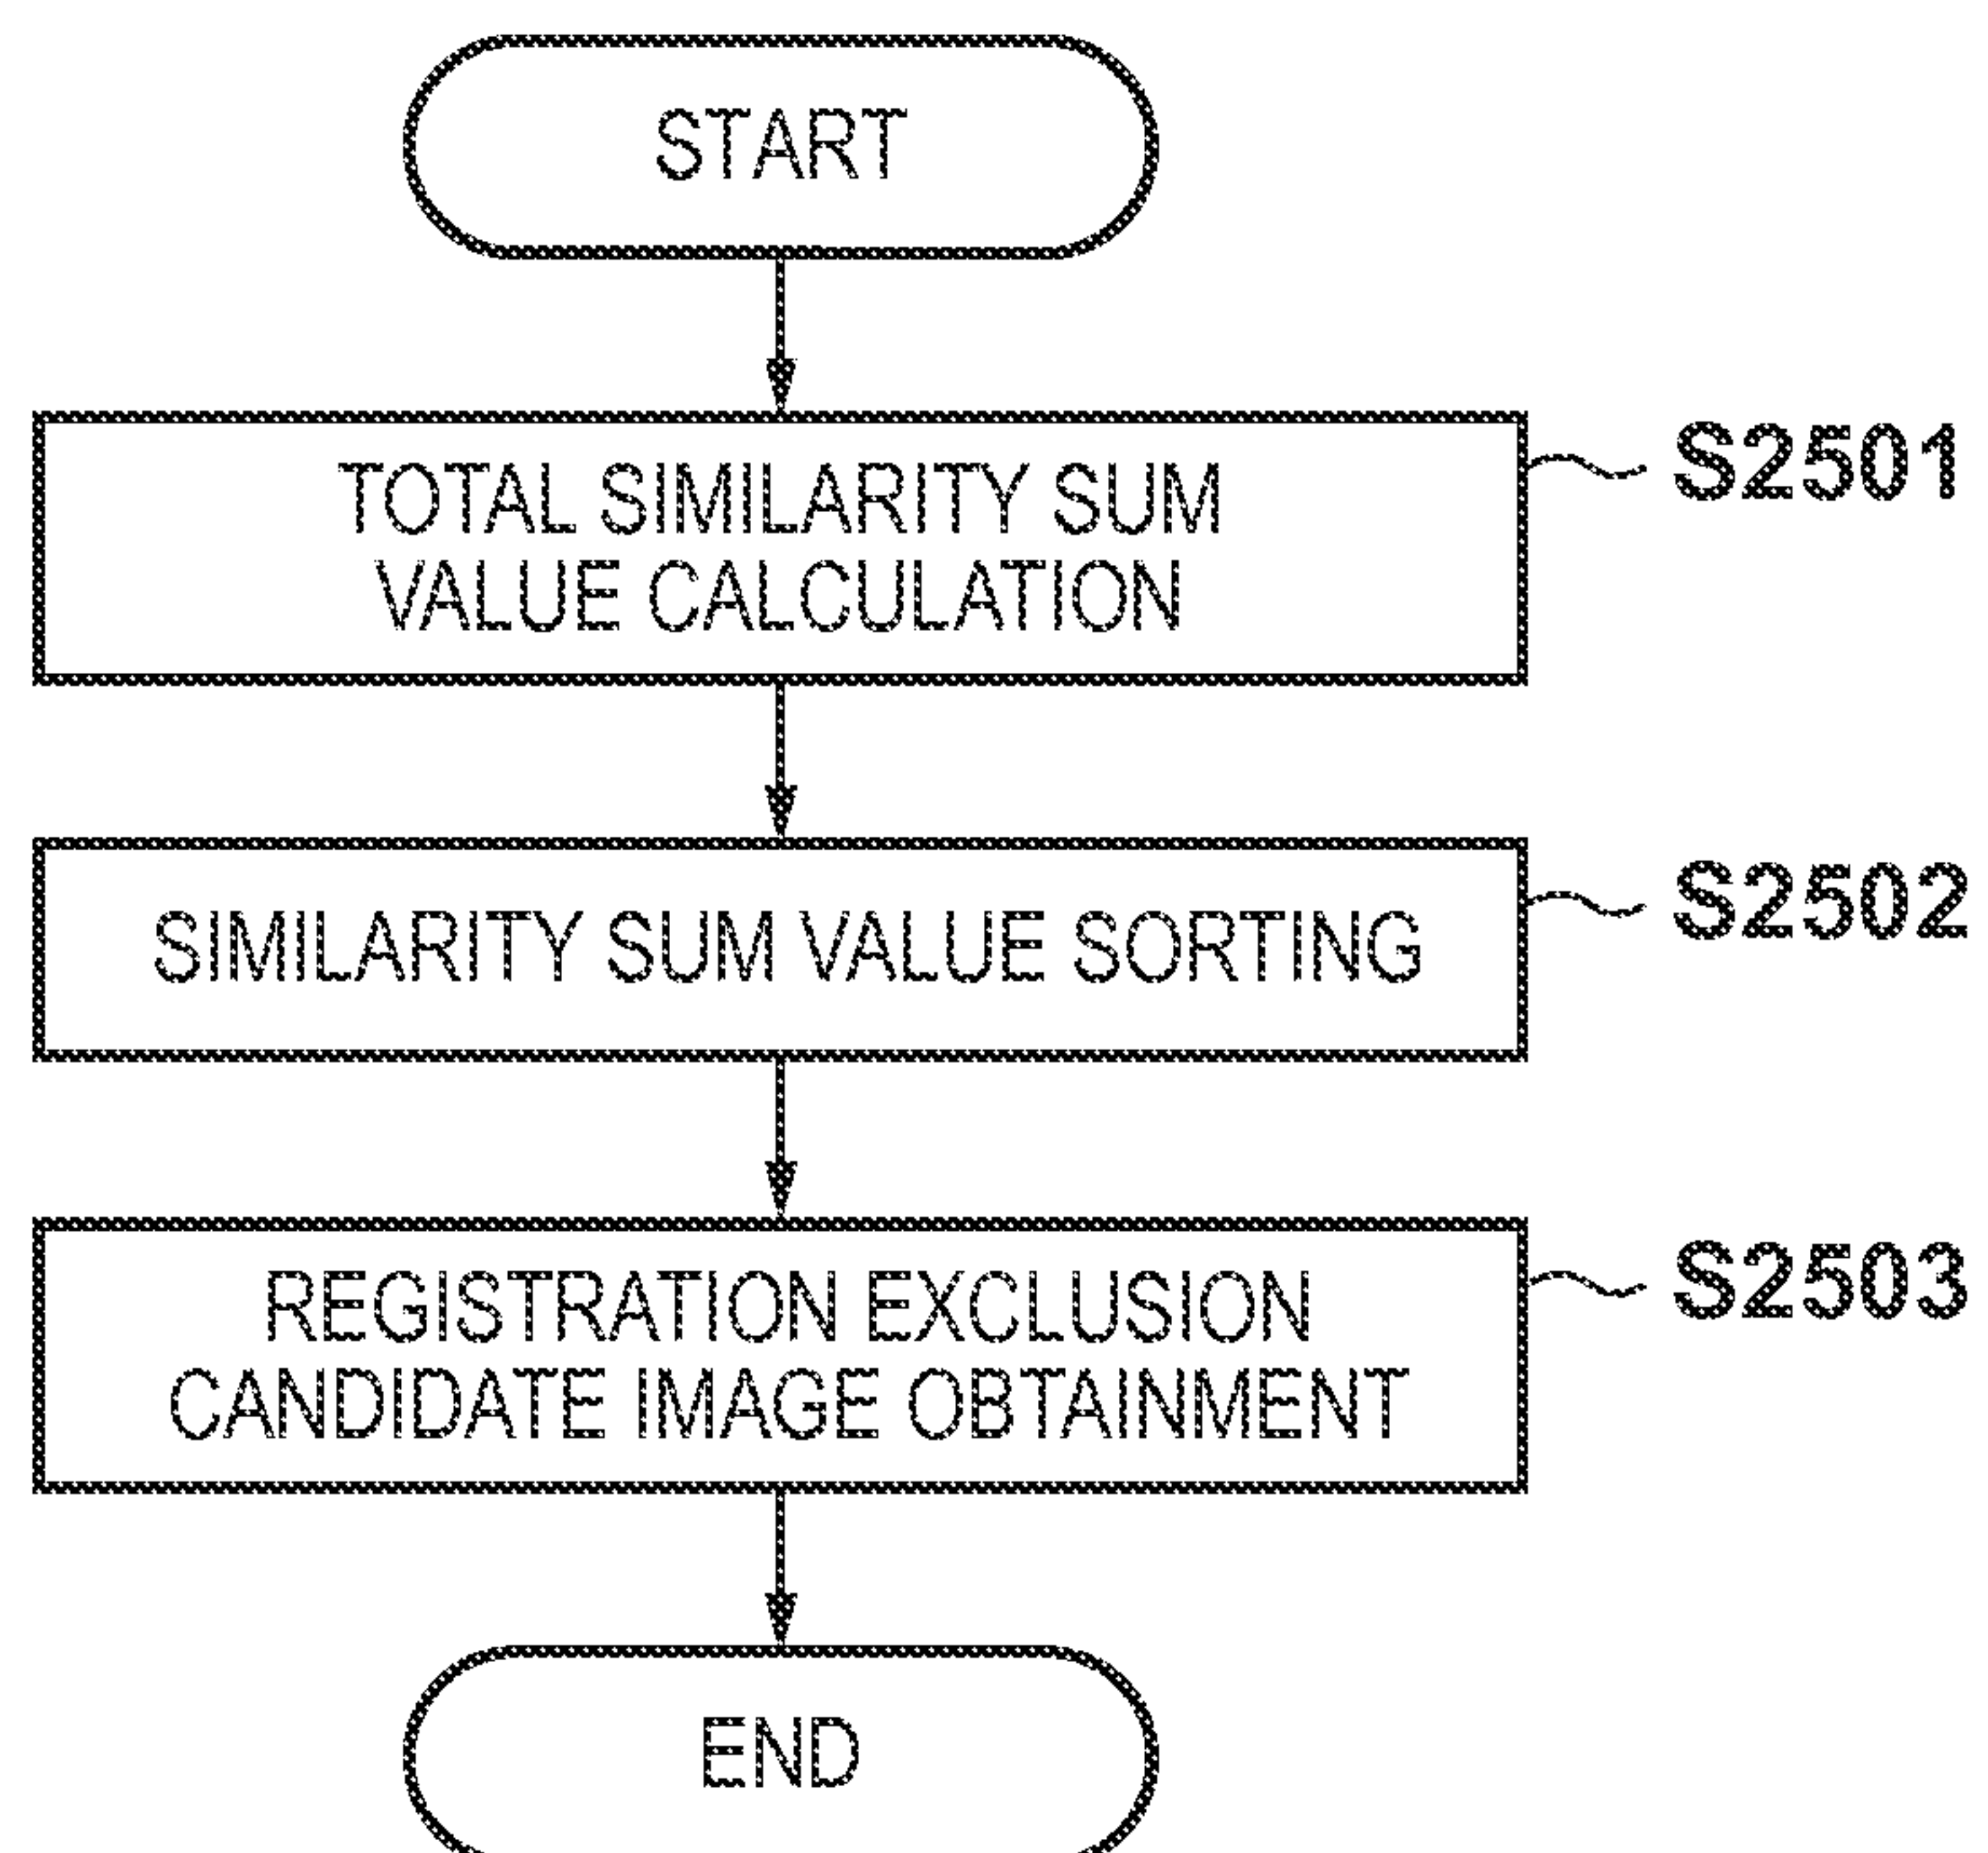 START
TOTAL SIMILARITY SUM
VALUE CALCULATION
S2501
SIMILARITY SUM VALUE SORTING
S2502
REGISTRATION EXCLUSION
CANDIDATE IMAGE OBTAINMENT
S2503
END